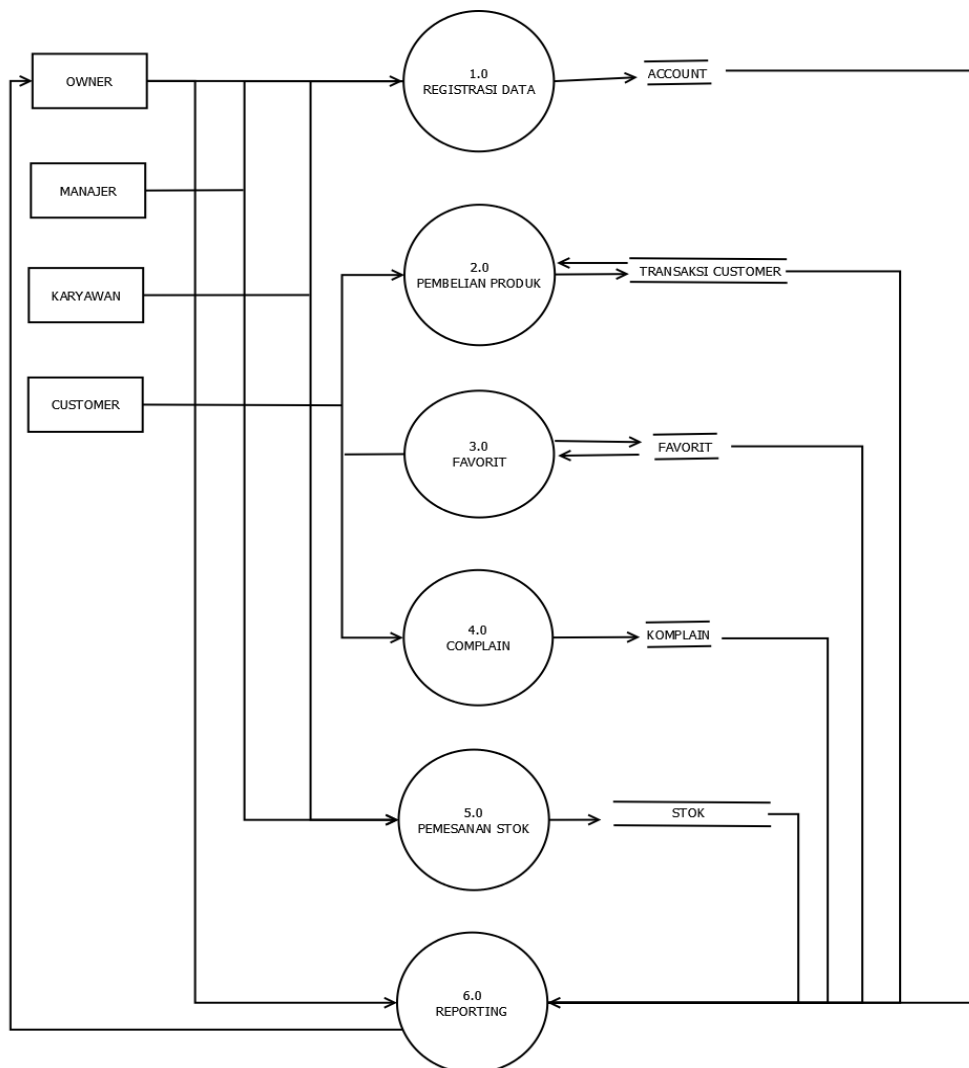 OWNER
1.0
REGISTRASI DATA
ACCOUNT
MANAJER
2.0
PEMBELIAN PRODUK
TRANSAKSI CUSTOMER
KARYAWAN
CUSTOMER
3.0
FAVORIT
FAVORIT
4.0
COMPLAIN
KOMPLAIN
5.0
PEMESANAN STOK
STOK
6.0
REPORTING